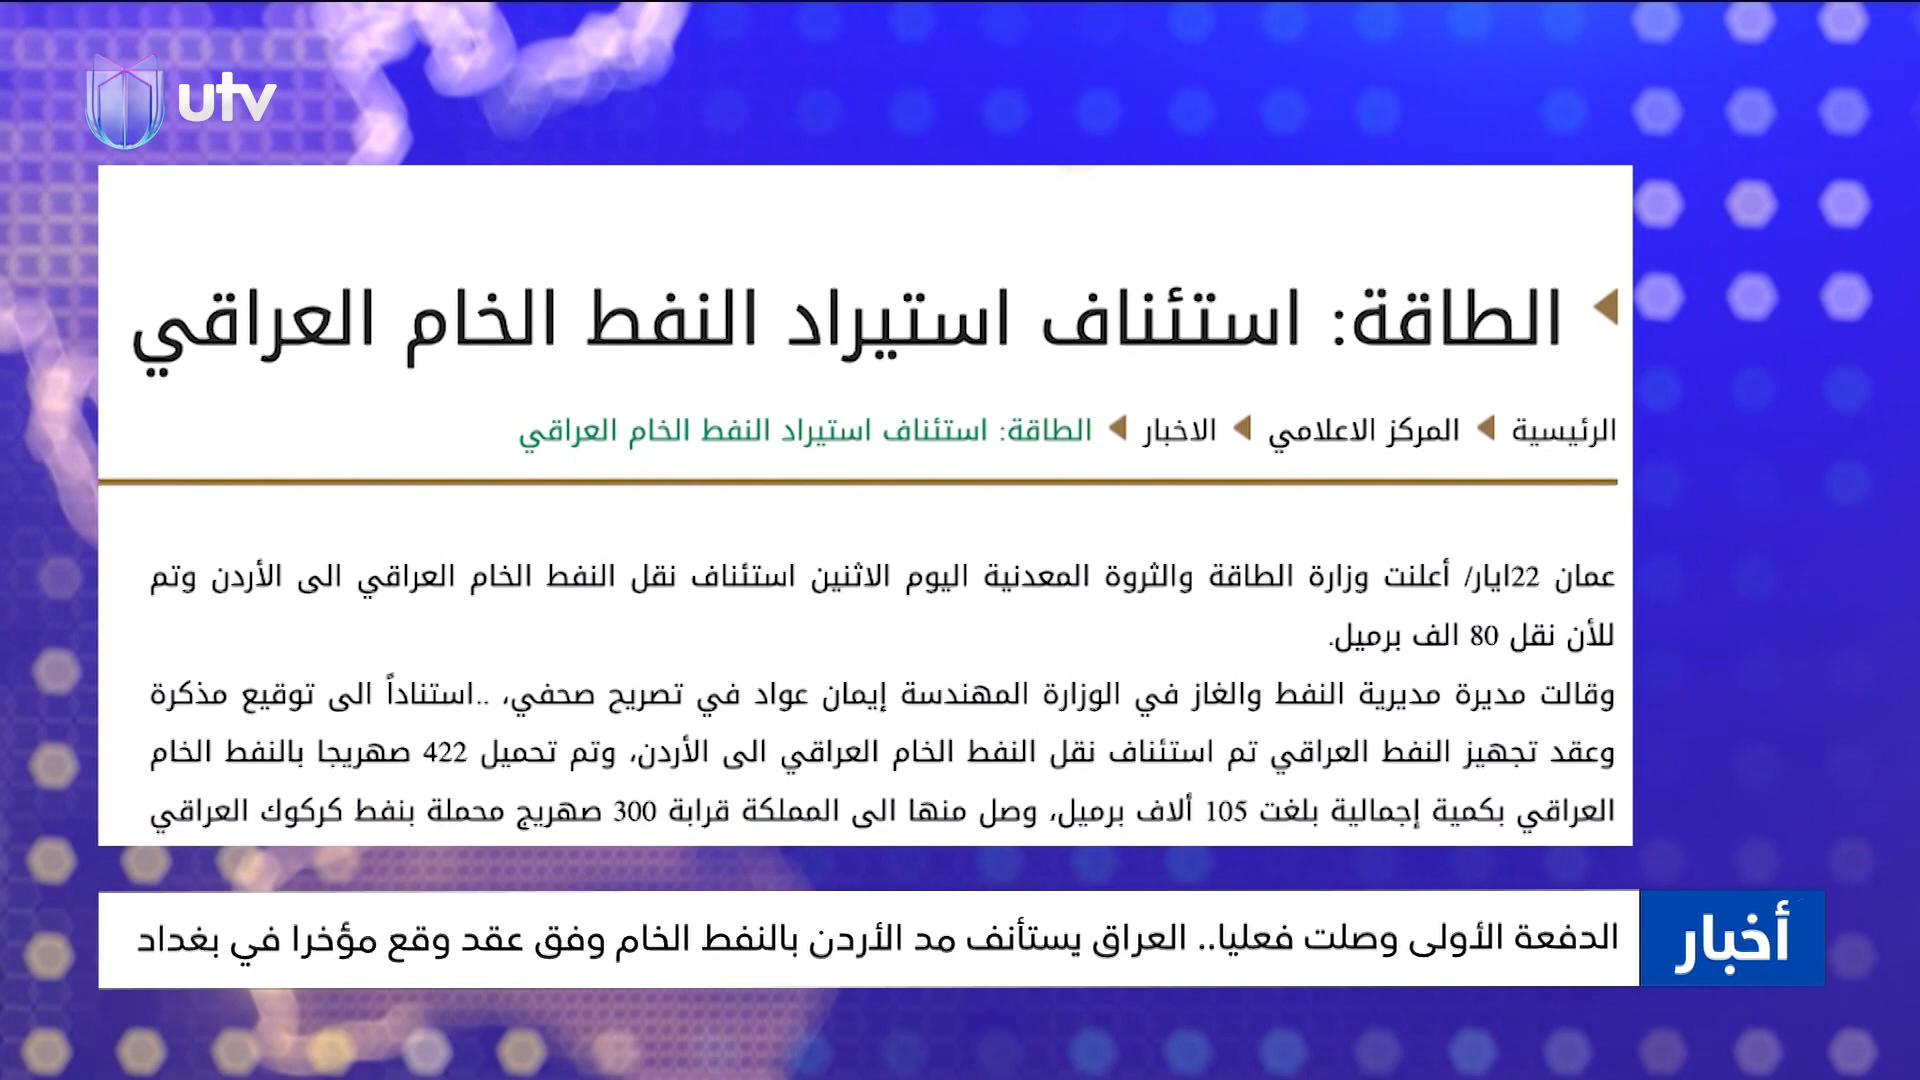 utv
الطاقة: استئناف استيراد النفط الخام العراقي
الرئيسية المركز الاعلامي الاخبار الطاقة: استئناف استيراد النفط الخام العراقي
عمان 22ايار/ أعلنت وزارة الطاقة والثروة المعدنية اليوم الاثنين استئناف نقل النفط الخام العراقي الى الأردن وتم
للأن نقل 80 الف برميل.
وقالت مديرة مديرية النفط والغاز في الوزارة المهندسة إيمان عواد في تصريح صحفي، ..استناداً الى توقيع مذكرة
وعقد تجهيز النفط العراقي تم استئناف نقل النفط الخام العراقي الى الأردن، وتم تحميل 422 صهريجا بالنفط الخام
العراقي بكمية إجمالية بلغت 105 ألاف برميل، وصل منها الى المملكة قرابة 300 صهريج محملة بنفط كركوك العراقي
أخبار
الدفعة الأولى وصلت فعليا.. العراق يستأنف مد الأردن بالنفط الخام وفق عقد وقع مؤخرا في بغداد